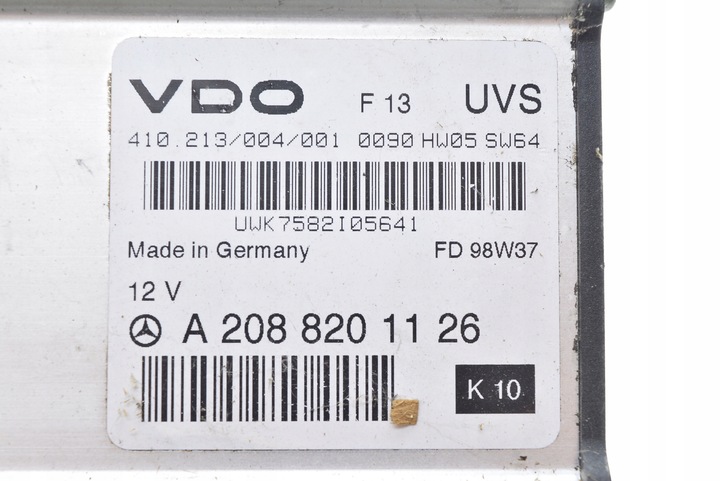 VDO F 13 UVS
410.213/004/001 0090 HW05 SW64
UWK7582I05641
Made in Germany FD 98W37
12 V
A 208 820 11 26
K 10